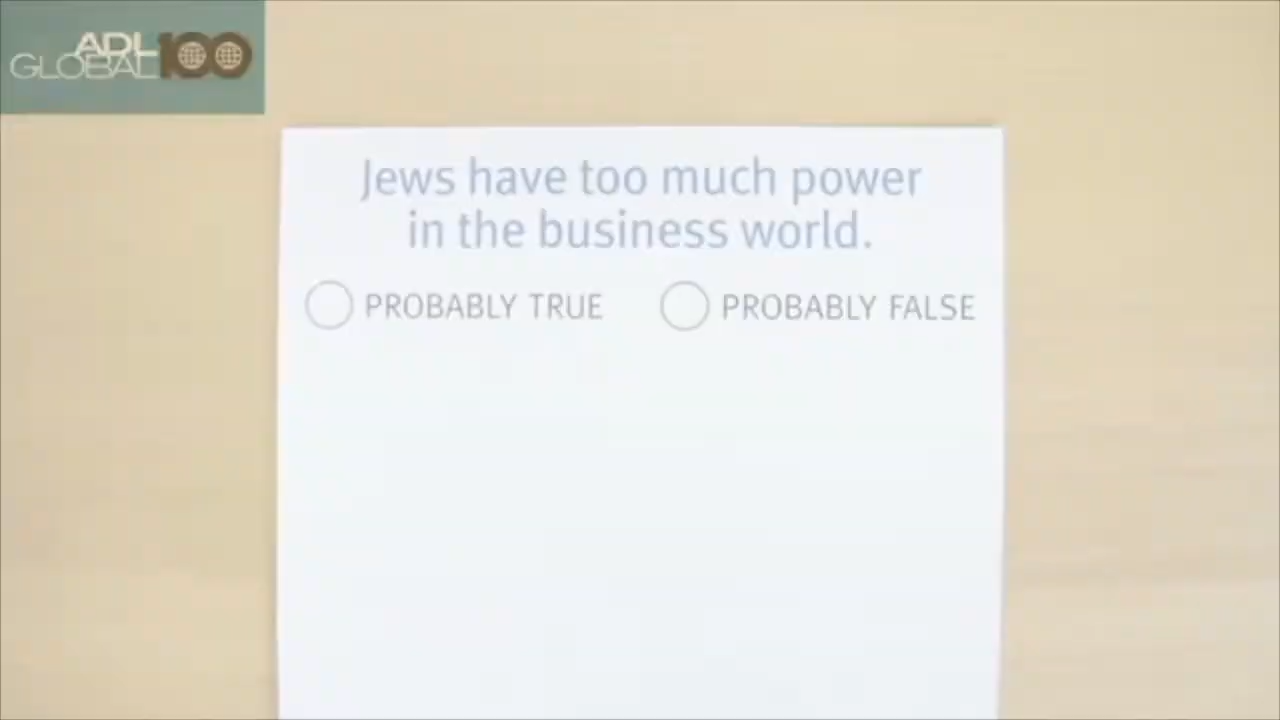 ADL
GLOBAL 100
Jews have too much power
in the business world.
PROBABLY TRUE PROBABLY FALSE